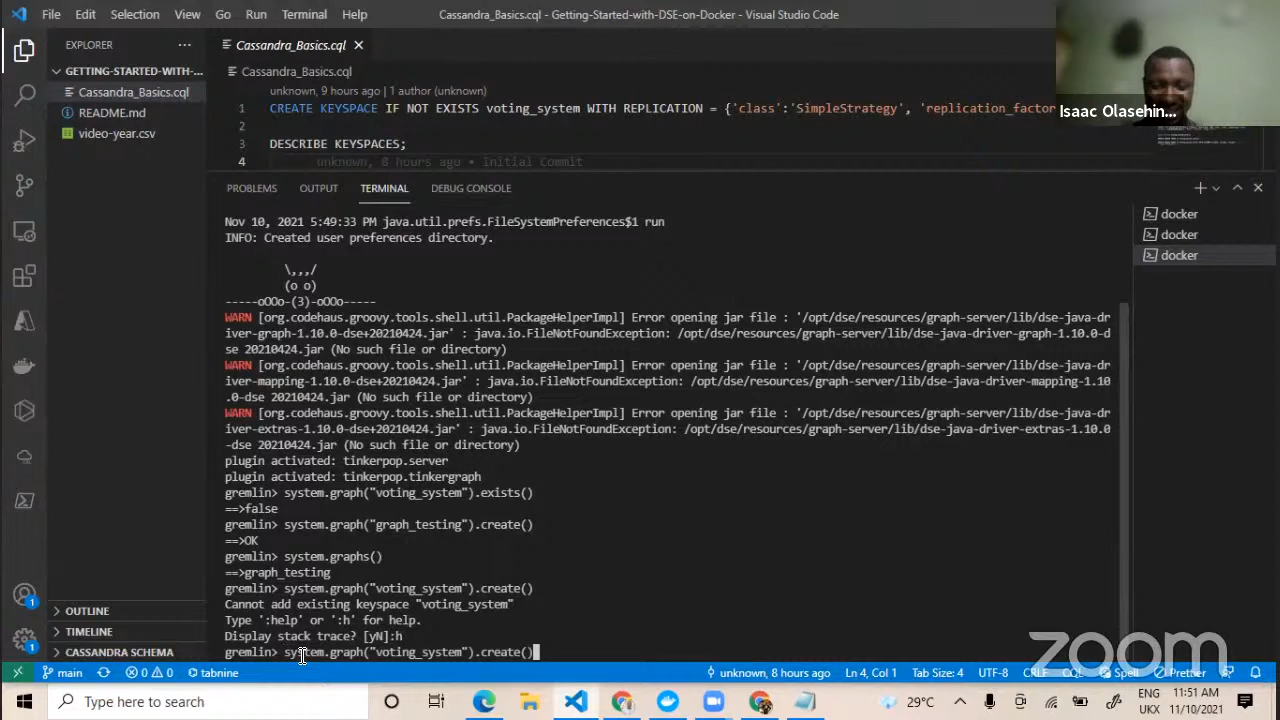 File Edit Selection View Go Run Terminal Help
Cassandra_Basics.cql - Getting-Started-with-DSE-on-Docker - Visual Studio Code
EXPLORER
GETTING-STARTED-WITH-...
Cassandra_Basics.cql
README.md
video-year.csv
OUTLINE
TIMELINE
CASSANDRA SCHEMA
Cassandra_Basics.cql
Cassandra_Basics.cql
unknown, 9 hours ago | 1 author (unknown)
1 CREATE KEYSPACE IF NOT EXISTS voting_system WITH REPLICATION = {'class':'SimpleStrategy', 'replication_factor
2
3 DESCRIBE KEYSPACES;
4 unknown, 8 hours ago • Initial Commit
Isaac Olasehin...
PROBLEMS OUTPUT TERMINAL DEBUG CONSOLE
docker
docker
docker
Nov 10, 2021 5:49:33 PM java.util.prefs.FileSystemPreferences$1 run
INFO: Created user preferences directory.
\,,,/
(o o)
-----oOOo-(3)-oOOo-----
WARN [org.codehaus.groovy.tools.shell.util.PackageHelperImpl] Error opening jar file : '/opt/dse/resources/graph-server/lib/dse-java-dr
iver-graph-1.10.0-dse+20210424.jar' : java.io.FileNotFoundException: /opt/dse/resources/graph-server/lib/dse-java-driver-graph-1.10.0-d
se 20210424.jar (No such file or directory)
WARN [org.codehaus.groovy.tools.shell.util.PackageHelperImpl] Error opening jar file : '/opt/dse/resources/graph-server/lib/dse-java-dr
iver-mapping-1.10.0-dse+20210424.jar' : java.io.FileNotFoundException: /opt/dse/resources/graph-server/lib/dse-java-driver-mapping-1.10
.0-dse 20210424.jar (No such file or directory)
WARN [org.codehaus.groovy.tools.shell.util.PackageHelperImpl] Error opening jar file : '/opt/dse/resources/graph-server/lib/dse-java-dr
iver-extras-1.10.0-dse+20210424.jar' : java.io.FileNotFoundException: /opt/dse/resources/graph-server/lib/dse-java-driver-extras-1.10.0
-dse 20210424.jar (No such file or directory)
plugin activated: tinkerpop.server
plugin activated: tinkerpop.tinkergraph
gremlin> system.graph("voting_system").exists()
==>false
gremlin> system.graph("graph_testing").create()
==>OK
gremlin> system.graphs()
==>graph_testing
gremlin> system.graph("voting_system").create()
Cannot add existing keyspace "voting_system"
Type ':help' or ':h' for help.
Display stack trace? [yN]:h
gremlin> system.graph("voting_system").create()
zoom
main 0 0 tabnine unknown, 8 hours ago Ln 4, Col 1 Tab Size: 4 UTF-8 CRLF CQL Spell Prettier
1
1
Type here to search
29°C
ENG
UKX
11:51 AM
11/10/2021